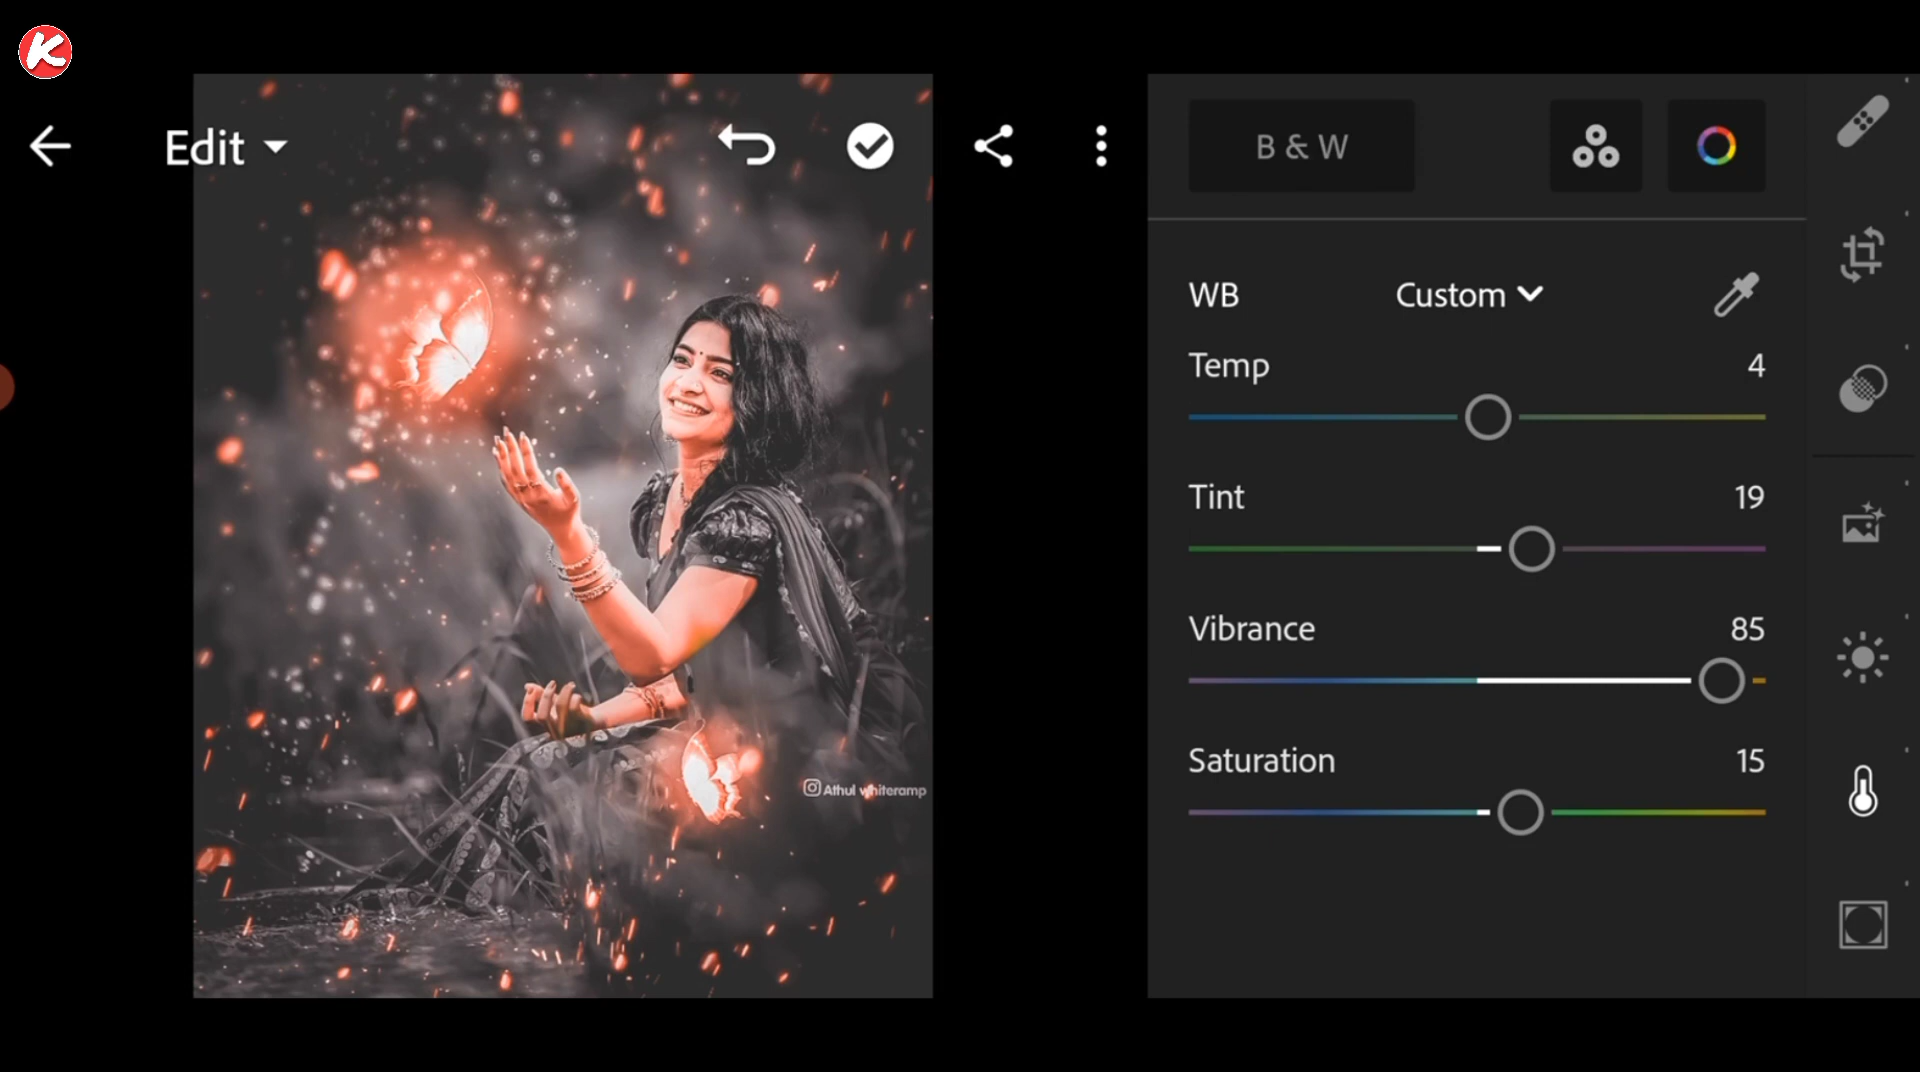 K
Edit
B & W
WB Custom
Temp 4
Tint 19
Vibrance 85
Saturation 15
Athul whiteramp